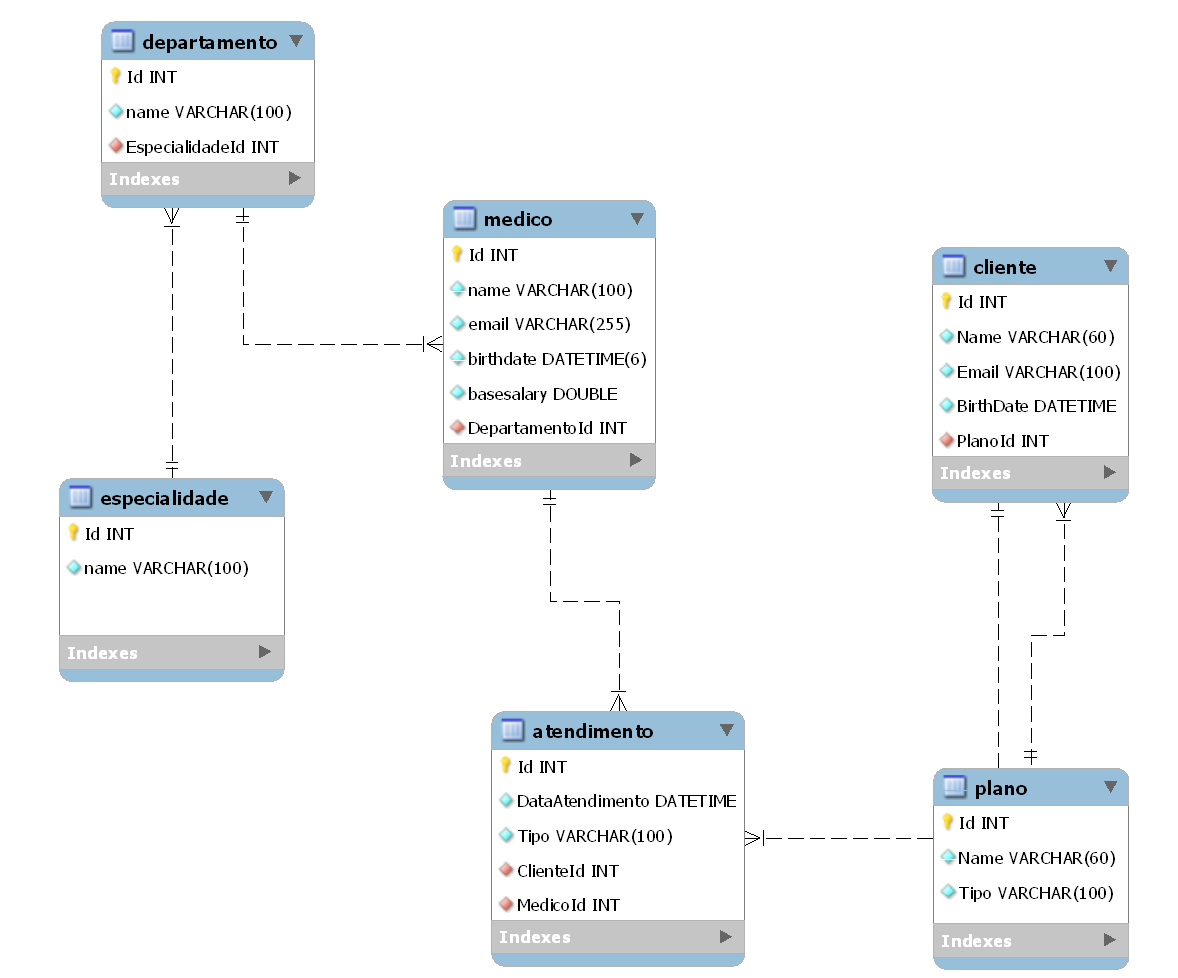 departamento
Id INT
name VARCHAR(100)
EspecialidadeId INT
Indexes
medico
Id INT
name VARCHAR(100)
email VARCHAR(255)
birthdate DATETIME(6)
basesalary DOUBLE
DepartamentoId INT
Indexes
cliente
Id INT
Name VARCHAR(60)
Email VARCHAR(100)
BirthDate DATETIME
PlanoId INT
Indexes
especialidade
Id INT
name VARCHAR(100)
Indexes
atendimento
Id INT
DataAtendimento DATETIME
Tipo VARCHAR(100)
ClienteId INT
MedicoId INT
Indexes
plano
Id INT
Name VARCHAR(60)
Tipo VARCHAR(100)
Indexes